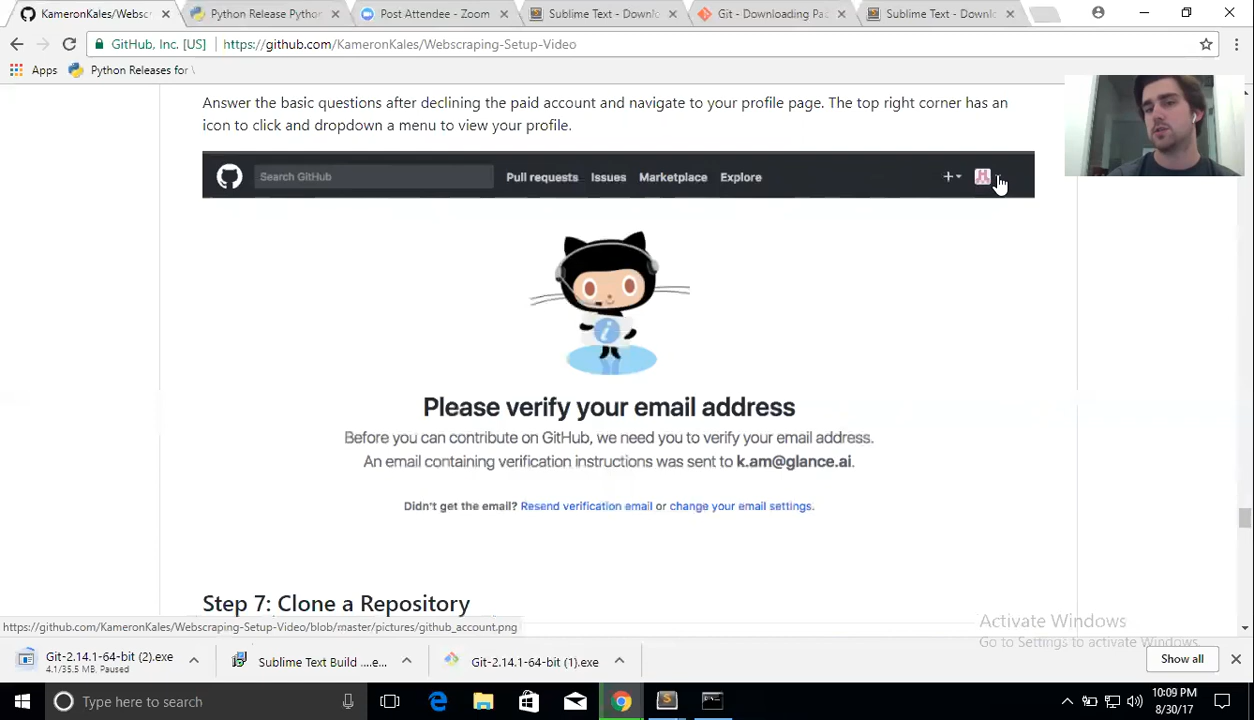 KameronKales/Webscr
Python Release Python
Post Attendee - Zoom
Sublime Text - Downlo
Git - Downloading Pa
Sublime Text - Downlo
GitHub, Inc. [US]
https://github.com/KameronKales/Webscraping-Setup-Video
Apps
Python Releases for \
Answer the basic questions after declining the paid account and navigate to your profile page. The top right corner has an
icon to click and dropdown a menu to view your profile.
Search GitHub
Pull requests
Issues
Marketplace
Explore
Please verify your email address
Before you can contribute on GitHub, we need you to verify your email address.
An email containing verification instructions was sent to k.am@glance.ai.
Didn't get the email? Resend verification email or change your email settings.
Step 7: Clone a Repository
https://github.com/KameronKales/Webscraping-Setup-Video/blob/master/pictures/github_account.png
Activate Windows
Go to Settings to activate Windows.
Git-2.14.1-64-bit (2).exe
4.1/35.5 MB, Paused
Sublime Text Build ....e...
Git-2.14.1-64-bit (1).exe
Show all
Type here to search
10:09 PM
8/30/17